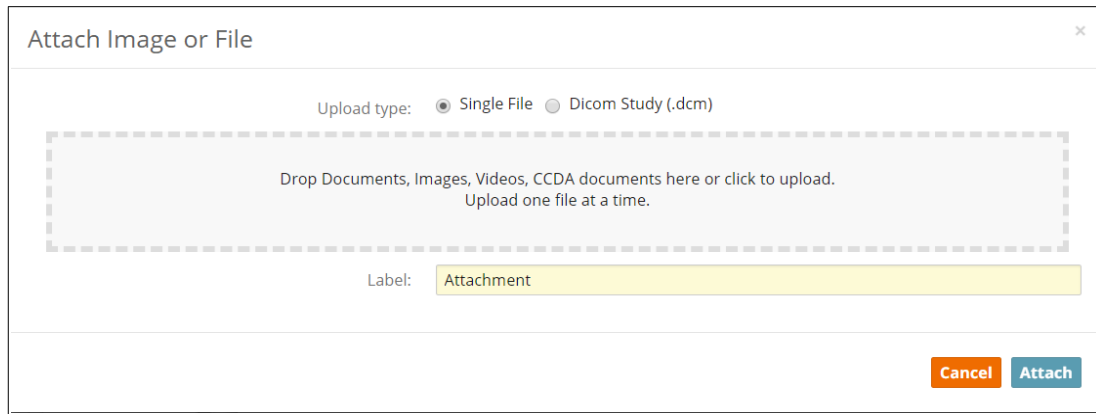 Attach Image or File
×
Upload type: Single File Dicom Study (.dcm)
Drop Documents, Images, Videos, CCDA documents here or click to upload.
Upload one file at a time.
Label: Attachment
Cancel Attach